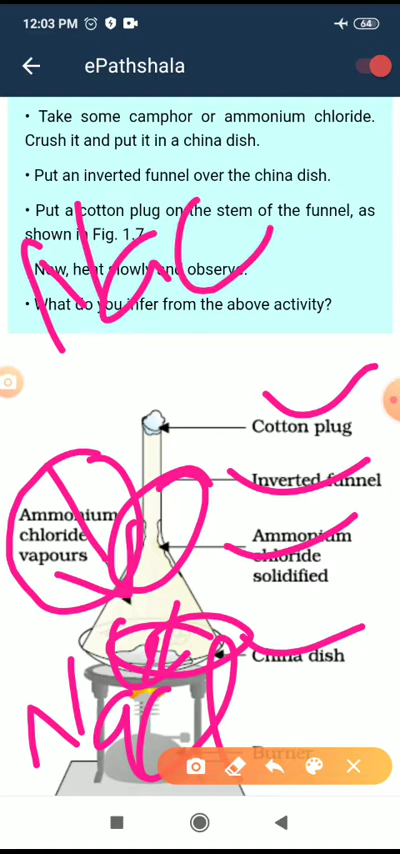 12:03 PM
64
ePathshala
• Take some camphor or ammonium chloride.
Crush it and put it in a china dish.
• Put an inverted funnel over the china dish.
• Put a cotton plug on the stem of the funnel, as
shown in Fig. 1.7.
Now, heat slowly and observe.
• What do you infer from the above activity?
NaC
Cotton plug
Inverted funnel
Ammonium
chloride
vapours
Ammonium
chloride
solidified
China dish
NaCl
Burner